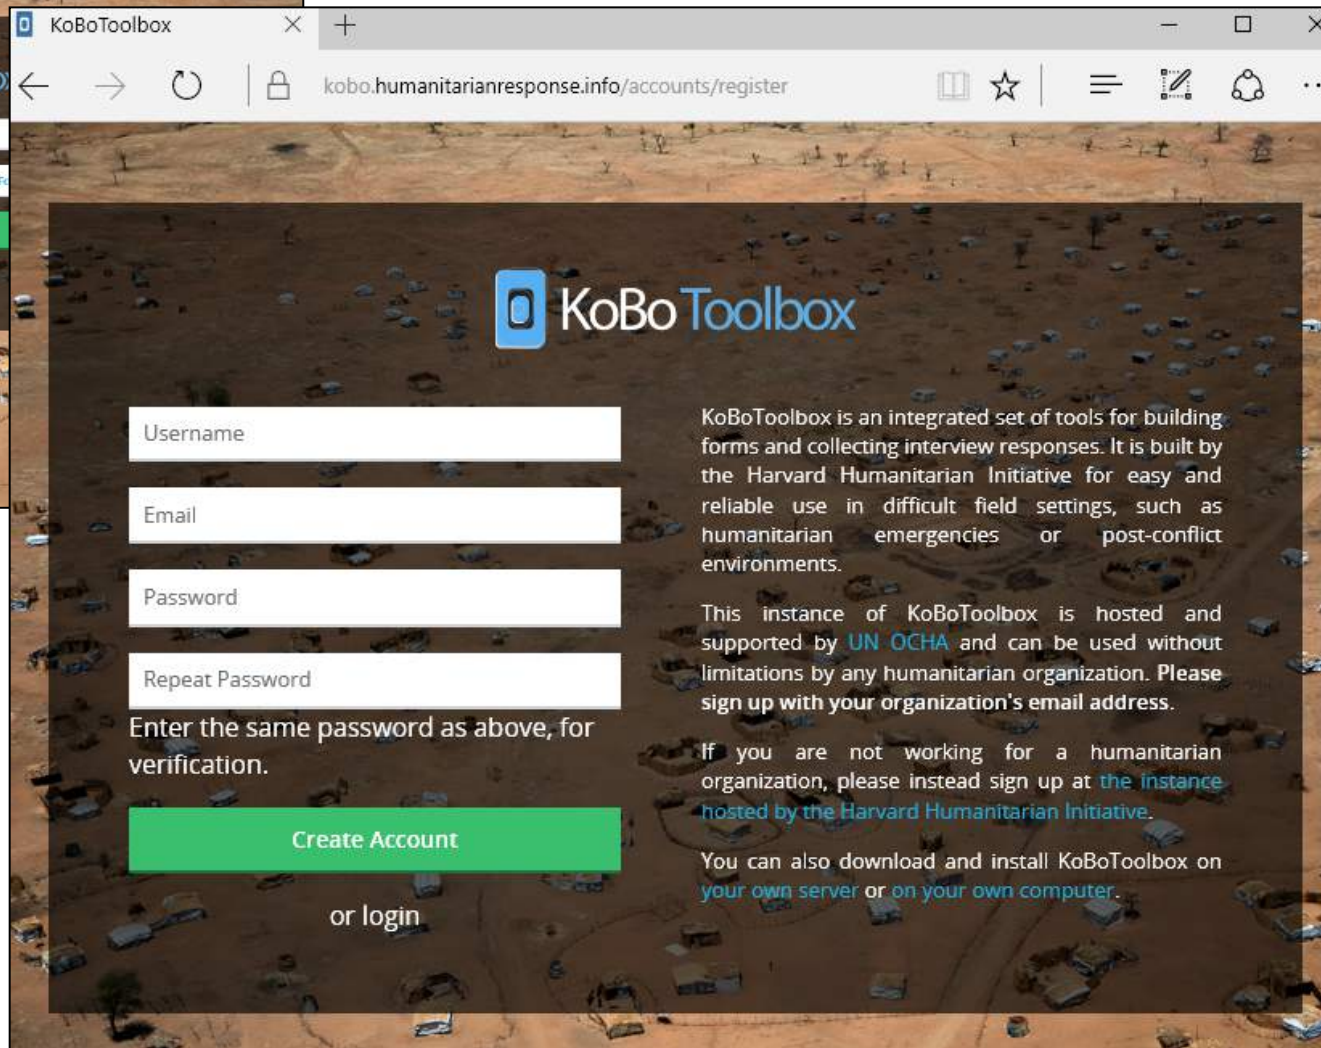 KoBoToolbox
kobo.humanitarianresponse.info/accounts/register
KoBoToolbox
Username
Email
Password
Repeat Password
Enter the same password as above, for
verification.
Create Account
or login
KoBoToolbox is an integrated set of tools for building
forms and collecting interview responses. It is built by
the Harvard Humanitarian Initiative for easy and
reliable use in difficult field settings, such as
humanitarian emergencies or post-conflict
environments.
This instance of KoBoToolbox is hosted and
supported by UN OCHA and can be used without
limitations by any humanitarian organization. Please
sign up with your organization's email address.
If you are not working for a humanitarian
organization, please instead sign up at the instance
hosted by the Harvard Humanitarian Initiative.
You can also download and install KoBoToolbox on
your own server or on your own computer.